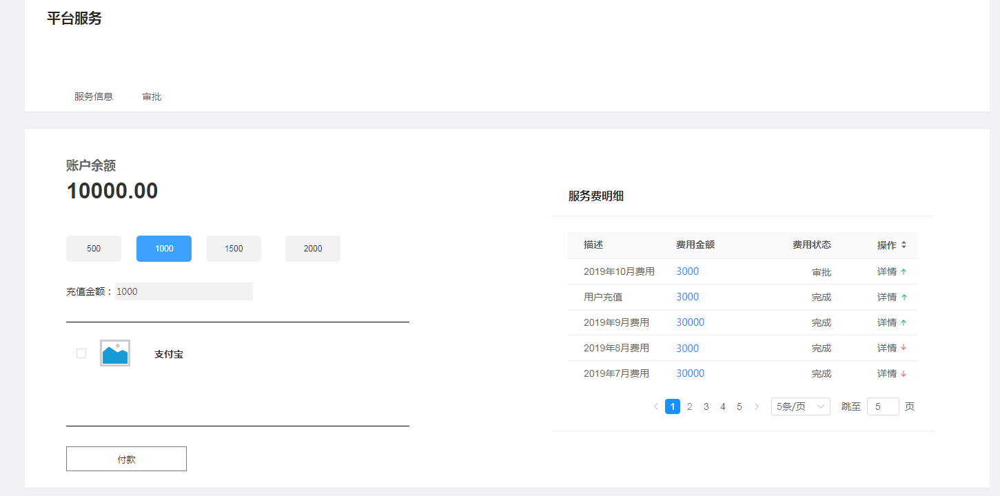 平台服务
服务信息 审批
账户余额
10000.00
500 1000 1500 2000
充值金额：1000
支付宝
付款
服务费明细
描述 费用金额 费用状态 操作
2019年10月费用 3000 审批 详情
用户充值 3000 完成 详情
2019年9月费用 30000 完成 详情
2019年8月费用 3000 完成 详情
2019年7月费用 30000 完成 详情
1 2 3 4 5 5条/页 跳至 5 页